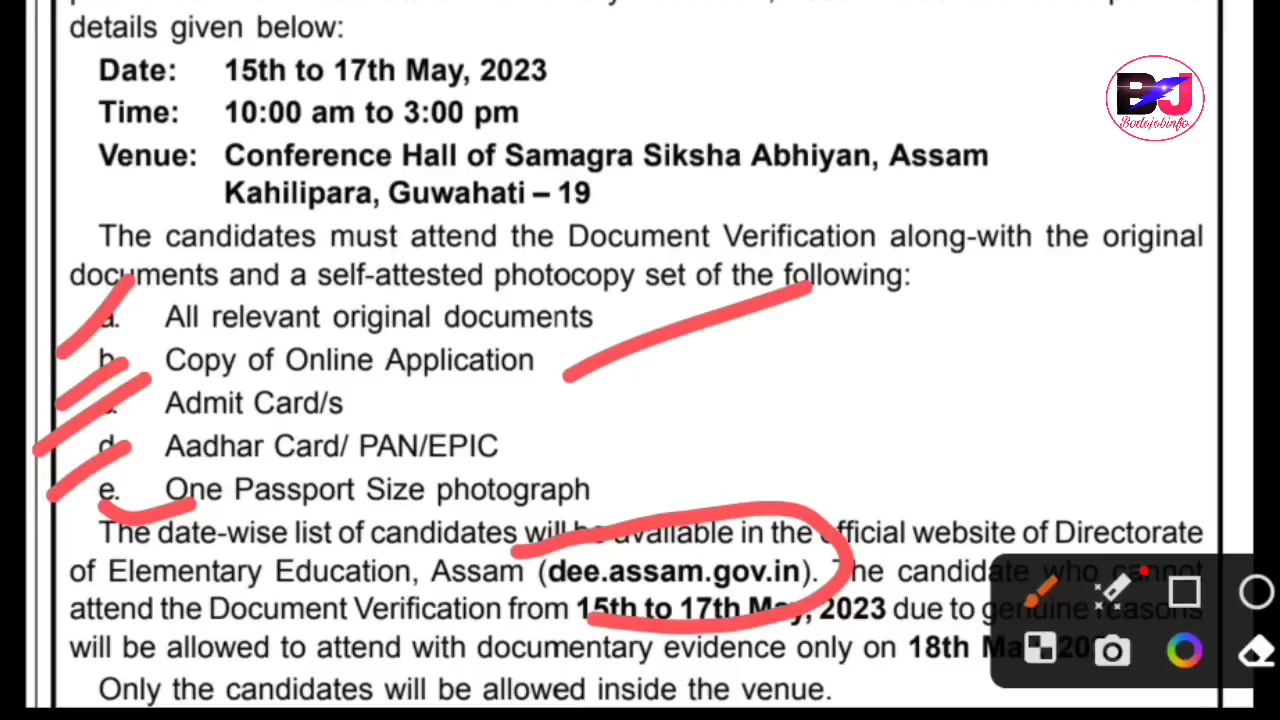 details given below:
Date: 15th to 17th May, 2023
Time: 10:00 am to 3:00 pm
Venue: Conference Hall of Samagra Siksha Abhiyan, Assam
Kahilipara, Guwahati – 19
BJ
Bodojobinfo
The candidates must attend the Document Verification along-with the original
documents and a self-attested photocopy set of the following:
a. All relevant original documents
b. Copy of Online Application
Admit Card/s
d. Aadhar Card/ PAN/EPIC
e. One Passport Size photograph
The date-wise list of candidates will be available in the official website of Directorate
of Elementary Education, Assam (dee.assam.gov.in). The candidate who cannot
attend the Document Verification from 15th to 17th May, 2023 due to genuine reasons
will be allowed to attend with documentary evidence only on 18th
Only the candidates will be allowed inside the venue.